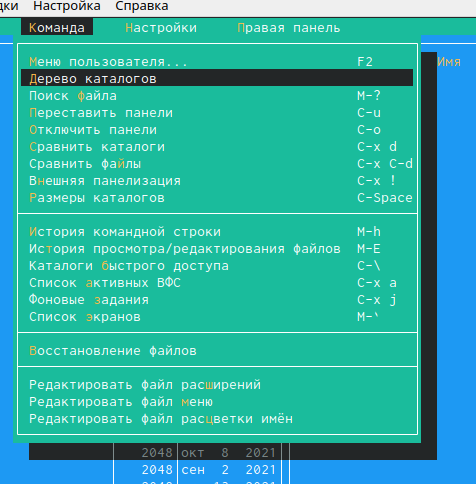 дки Настройка Справка
Команда Настройки Правая панель
Имя
Меню пользователя... F2
Дерево каталогов
Поиск файла M-?
Переставить панели C-u
Отключить панели C-o
Сравнить каталоги C-x d
Сравнить файлы C-x C-d
Внешняя панелизация C-x !
Размеры каталогов C-Space
История командной строки M-h
История просмотра/редактирования файлов M-E
Каталоги быстрого доступа C-\
Список активных ВФС C-x a
Фоновые задания C-x j
Список экранов M-`
Восстановление файлов
Редактировать файл расширений
Редактировать файл меню
Редактировать файл расцветки имён
2048 окт 8 2021
2048 сен 2 2021